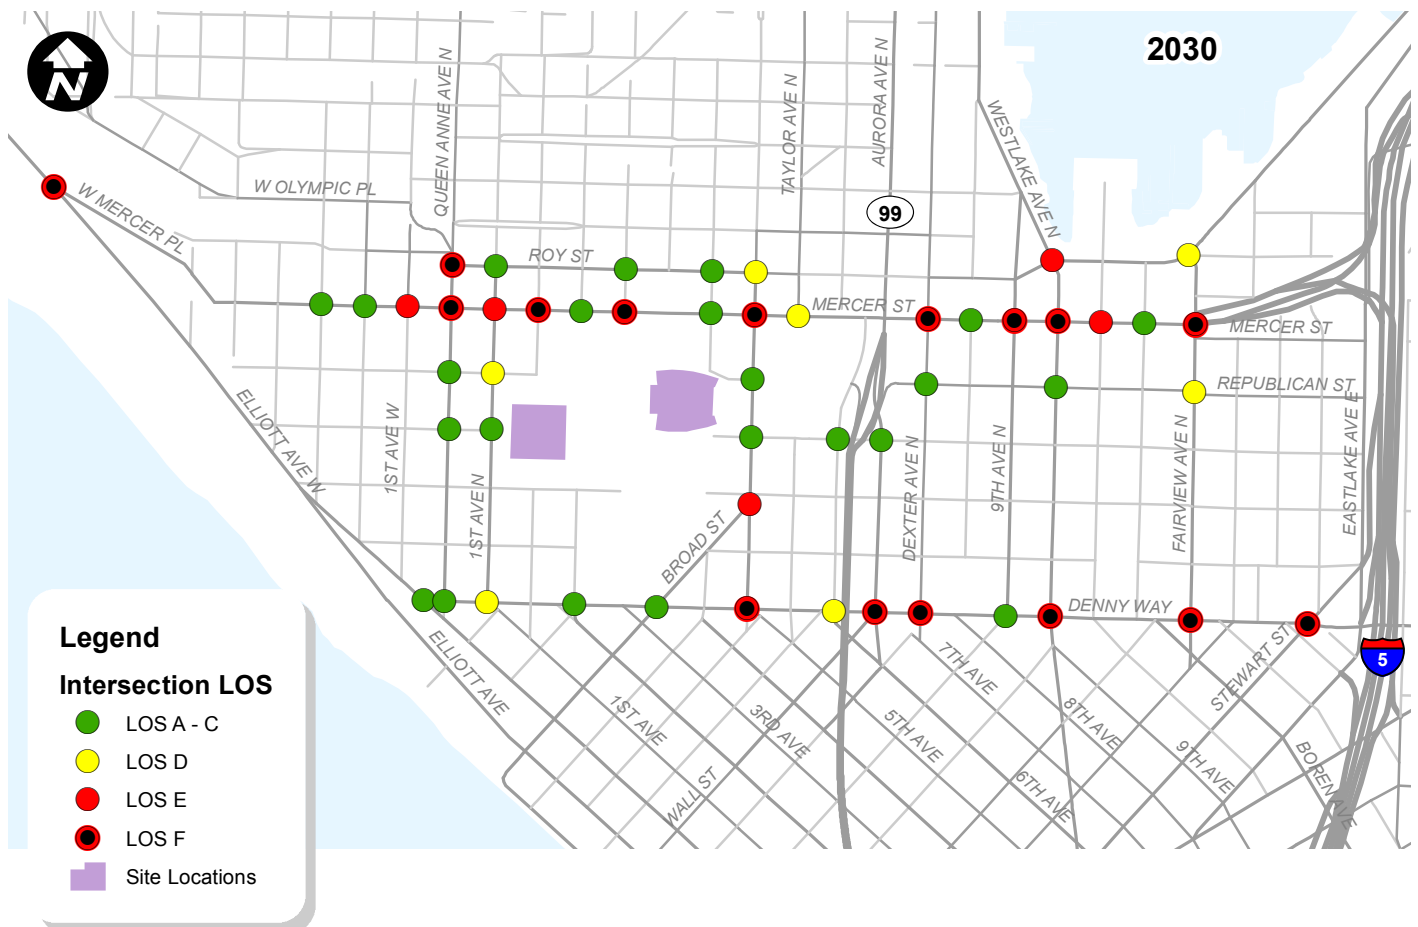 2030
N
QUEEN ANNE AVE N
TAYLOR AVE N
AURORA AVE N
WESTLAKE AVE N
99
W OLYMPIC PL
W MERCER PL
ROY ST
MERCER ST
MERCER ST
REPUBLICAN ST
ELLIOTT AVE W
1ST AVE W
1ST AVE N
BROAD ST
DEXTER AVE N
9TH AVE N
FAIRVIEW AVE N
EASTLAKE AVE E
DENNY WAY
5
STEWART ST
ELLIOTT AVE
1ST AVE
3RD AVE
5TH AVE
7TH AVE
8TH AVE
9TH AVE
6TH AVE
WALL ST
BOREN AVE
Legend
Intersection LOS
LOS A - C
LOS D
LOS E
LOS F
Site Locations